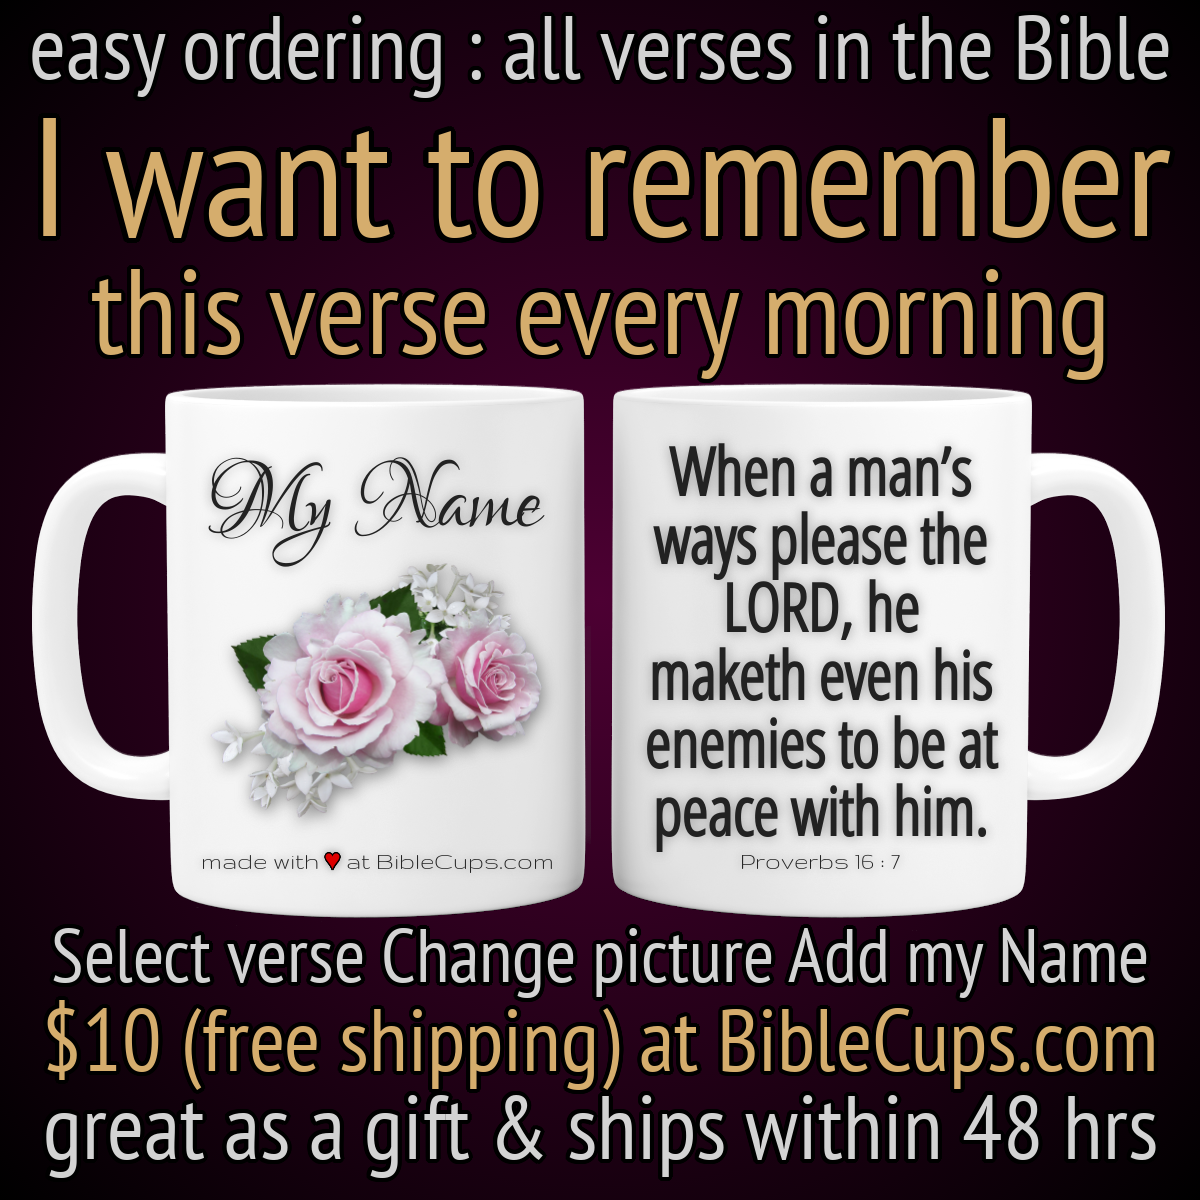 easy ordering : all verses in the Bible
I want to remember
this verse every morning
My Name
made with ♥ at BibleCups.com
When a man’s
ways please the
LORD, he
maketh even his
enemies to be at
peace with him.
Proverbs 16 : 7
Select verse Change picture Add my Name
$10 (free shipping) at BibleCups.com
great as a gift & ships within 48 hrs